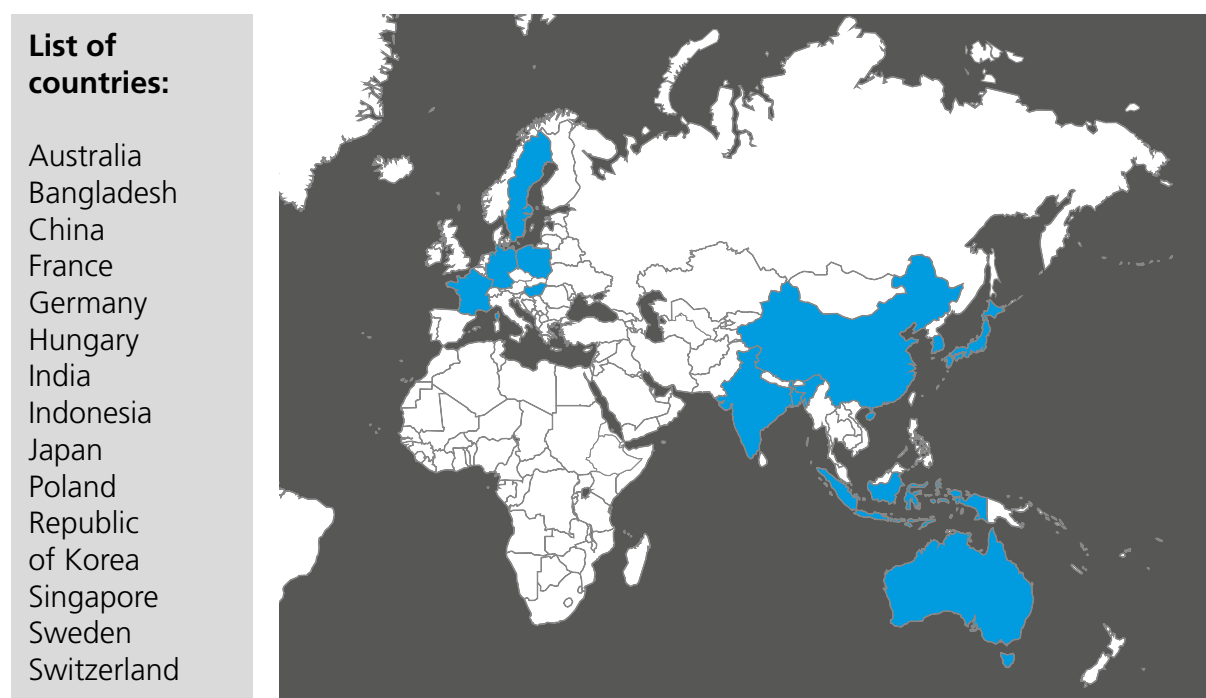 List of
countries:
Australia
Bangladesh
China
France
Germany
Hungary
India
Indonesia
Japan
Poland
Republic
of Korea
Singapore
Sweden
Switzerland